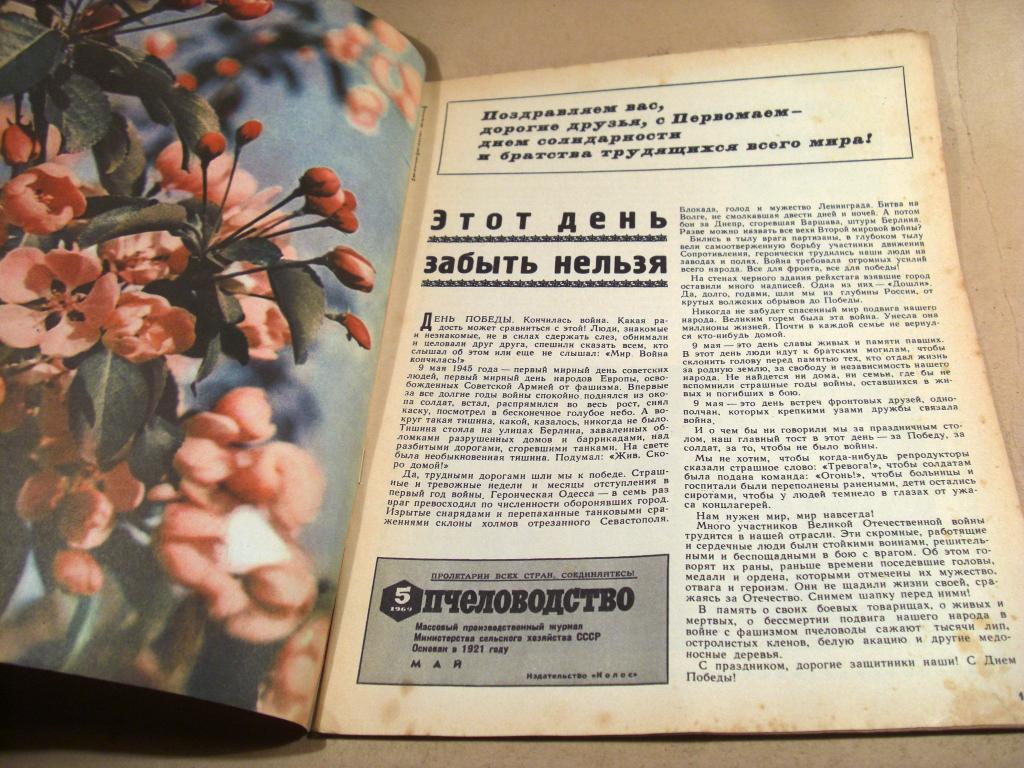 Поздравляем вас,
дорогие друзья, с Первомаем—
днем солидарности
и братства трудящихся всего мира!
Этот день
забыть нельзя
ДЕНЬ ПОБЕДЫ. Кончилась война. Какая ра-
дость может сравниться с этой! Люди, знакомые
и незнакомые, не в силах сдержать слез, обнимали
и целовали друг друга, спешили сказать всем, кто
слышал об этом или еще не слышал: «Мир. Война
кончилась!»
9 мая 1945 года — первый мирный день советских
людей, первый мирный день народов Европы, осво-
божденных Советской Армией от фашизма. Впервые
за все долгие годы войны спокойно поднялся из око-
па солдат, встал, распрямился во весь рост, снял
каску, посмотрел в бесконечное голубое небо. А во-
круг такая тишина, какой, казалось, никогда не было.
Тишина стояла на улицах Берлина, заваленных об-
ломками разрушенных домов и баррикадами, над
разбитыми дорогами, сгоревшими танками. На свете
была необыкновенная тишина. Подумал: «Жив. Ско-
ро домой!»
Да, трудными дорогами шли мы к победе. Страш-
ные и тревожные недели и месяцы отступления в
первый год войны. Героическая Одесса — в семь раз
враг превосходил по численности оборонявших город.
Изрытые снарядами и перепаханные танковыми сра-
жениями склоны холмов отрезанного Севастополя.
ПРОЛЕТАРИИ ВСЕХ СТРАН, СОЕДИНЯЙТЕСЬ!
5
1969
ПЧЕЛОВОДСТВО
Массовый производственный журнал
Министерства сельского хозяйства СССР
Основан в 1921 году
МАЙ
Издательство «Колос»
Блокада, голод и мужество Ленинграда. Битва на
Волге, не смолкавшая двести дней и ночей. А потом
бои за Днепр, сгоревшая Варшава, штурм Берлина.
Разве можно назвать все вехи Второй мировой войны?
Бились в тылу врага партизаны, в глубоком тылу
вели самоотверженную борьбу участники движения
Сопротивления, героически трудились наши люди на
заводах и полях. Война требовала огромных усилий
всего народа. Все для фронта, все для победы!
На стенах черного здания рейхстага взявшие город
оставили много надписей. Одна из них — «Дошли».
Да, долго, годами, шли мы из глубины России, от
крутых волжских обрывов до Победы.
Никогда не забудет спасенный мир подвига нашего
народа. Великим горем была эта война. Унесла она
миллионы жизней. Почти в каждой семье не вернул-
ся кто-нибудь домой.
9 мая — это день славы живых и памяти павших.
В этот день люди идут к братским могилам, чтобы
склонить голову перед памятью тех, кто отдал жизнь
за родную землю, за свободу и независимость нашего
народа. Не найдется ни дома, ни семьи, где бы не
вспомнили страшные годы войны, оставшихся в жи-
вых и погибших в бою.
9 мая — это день встреч фронтовых друзей, одно-
полчан, которых крепкими узами дружбы связала
война,
И о чем бы ни говорили мы за праздничным сто-
лом, наш главный тост в этот день — за Победу, за
солдат, за то, чтобы не было войны.
Мы не хотим, чтобы когда-нибудь репродукторы
сказали страшное слово: «Тревога!», чтобы солдатам
была подана команда: «Огонь!», чтобы больницы и
госпитали были переполнены ранеными, дети остались
сиротами, чтобы у людей темнело в глазах от ужа-
са концлагерей.
Нам нужен мир, мир навсегда!
Много участников Великой Отечественной войны
трудится в нашей отрасли. Эти скромные, работящие
и сердечные люди были стойкими воинами, решитель-
ными и беспощадными в бою с врагом. Об этом го-
ворят их раны, раньше времени поседевшие головы,
медали и ордена, которыми отмечены их мужество,
отвага и героизм. Они не щадили жизни своей, сра-
жаясь за Отечество. Снимем шапку перед ними!
В память о своих боевых товарищах, о живых и
мертвых, о бессмертии подвига нашего народа в
войне с фашизмом пчеловоды сажают тысячи лип,
остролистых кленов, белую акацию и другие медо-
носные деревья.
С праздником, дорогие защитники наши! С Днем
Победы!
1